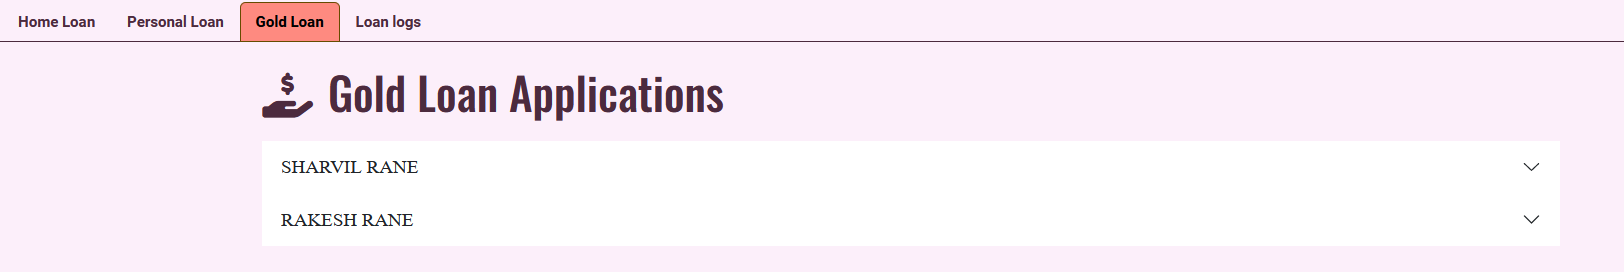 Home Loan Personal Loan Gold Loan Loan logs
$ Gold Loan Applications
SHARVIL RANE
RAKESH RANE